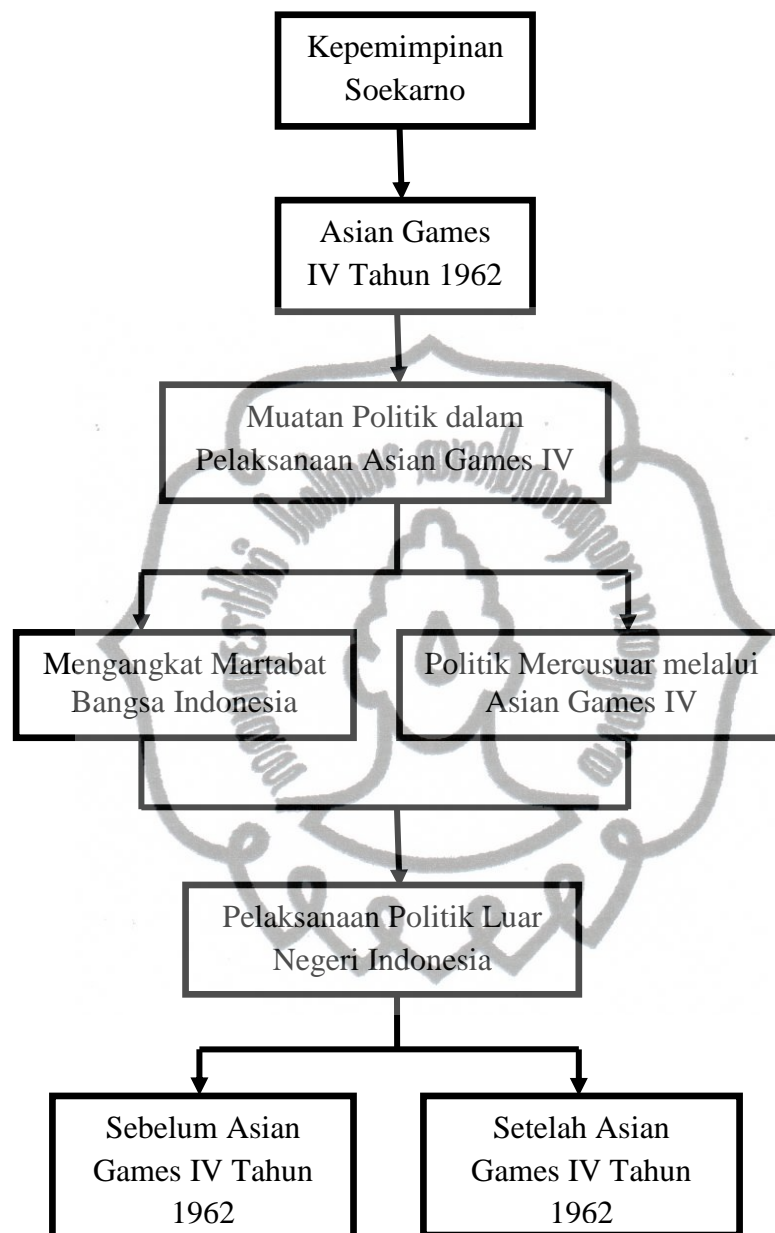 Kepemimpinan
Soekarno
Asian Games
IV Tahun 1962
Muatan Politik dalam
Pelaksanaan Asian Games IV
Mengangkat Martabat
Bangsa Indonesia
Politik Mercusuar melalui
Asian Games IV
Pelaksanaan Politik Luar
Negeri Indonesia
Sebelum Asian
Games IV Tahun
1962
Setelah Asian
Games IV Tahun
1962